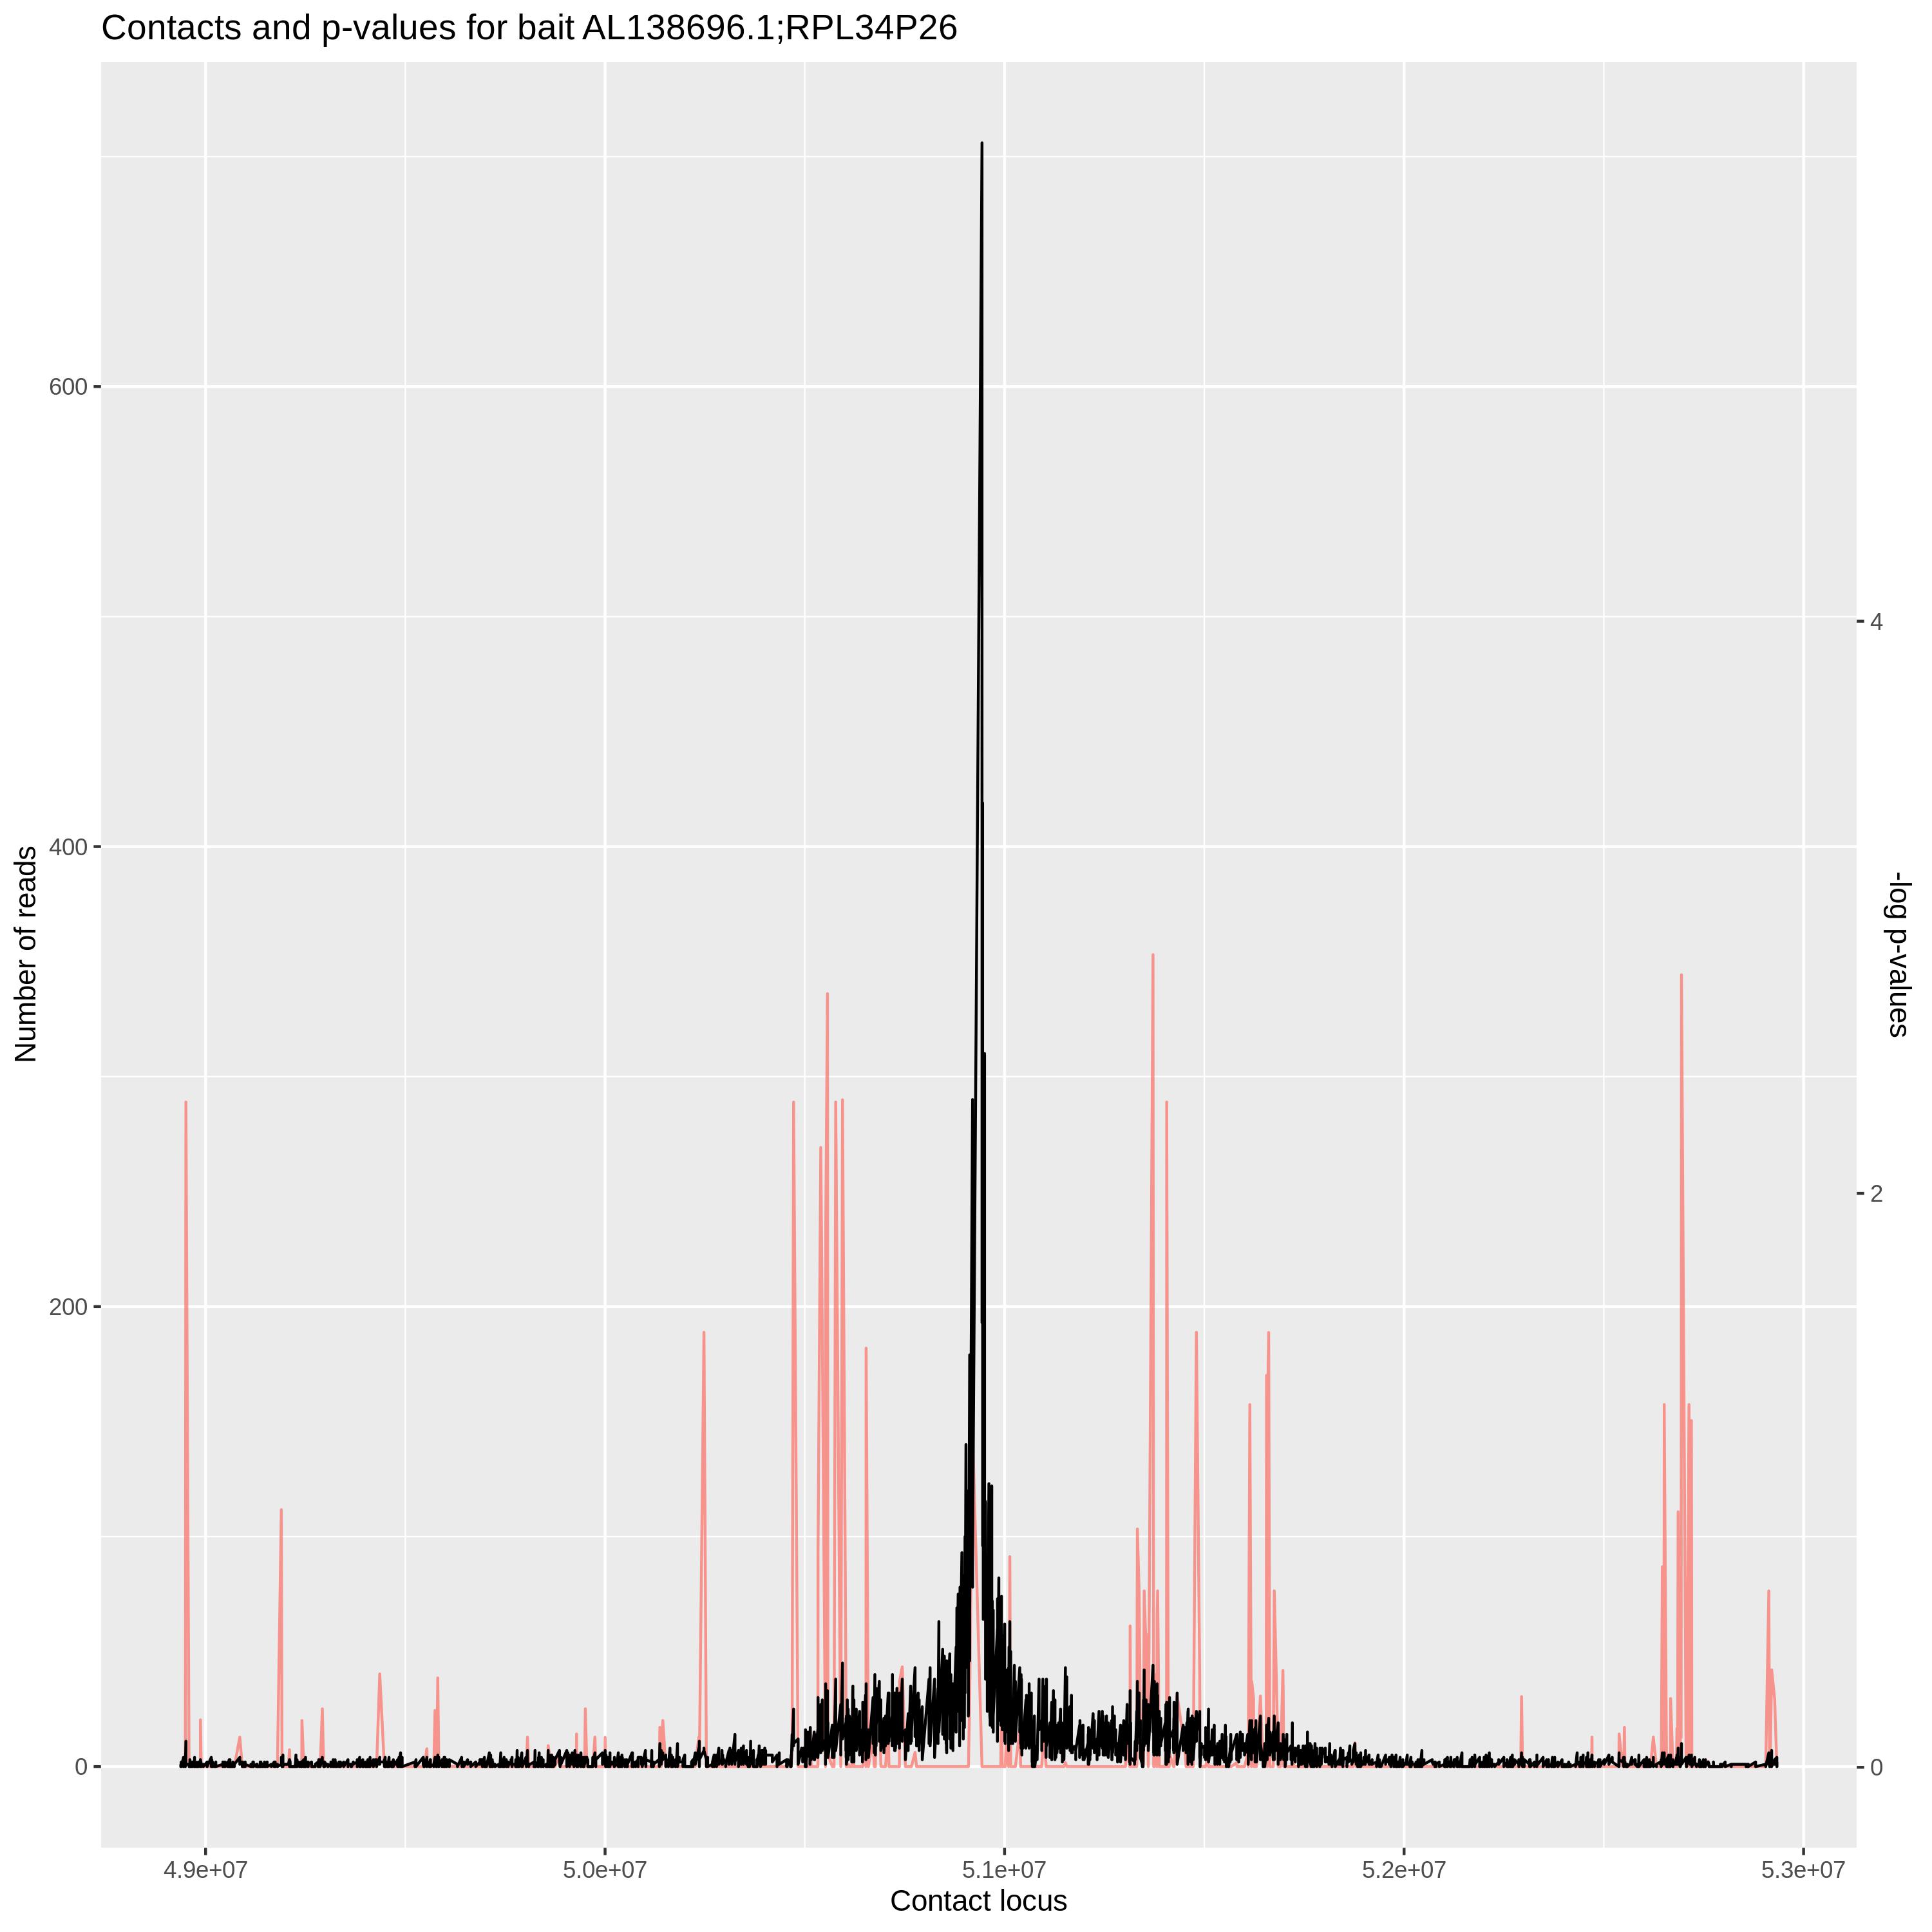 Contacts and p-values for bait AL138696.1;RPL34P26
600
400
200
0
Number of reads
4
2
0
-log p-values
4.9e+07 5.0e+07 5.1e+07 5.2e+07 5.3e+07
Contact locus